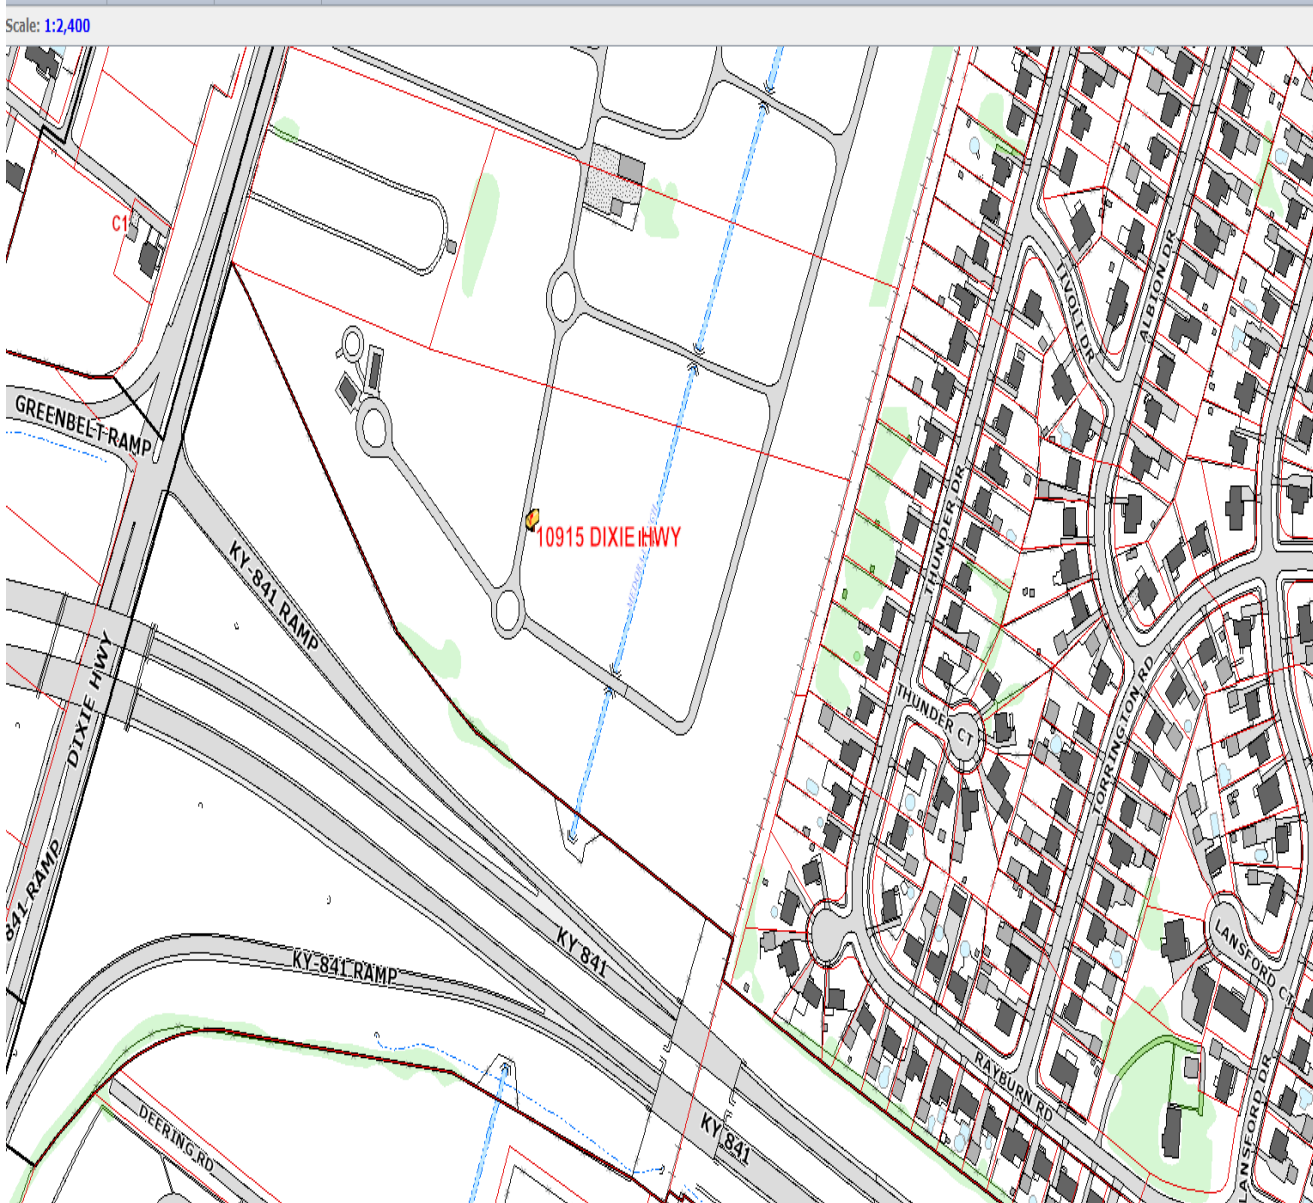 Scale: 1:2,400
C1
TIVOLT DR
ALBION DR
GREENBELT RAMP
THUNDER DR
10915 DIXIE HWY
KY-841 RAMP
DIXIE HWY
THUNDER CT
TORRINGTON RD
841 RAMP
KY 841
KY-841 RAMP
LANSFORD CT
RAYBURN RD
DEERING RD
KY 841
LANSFORD DR